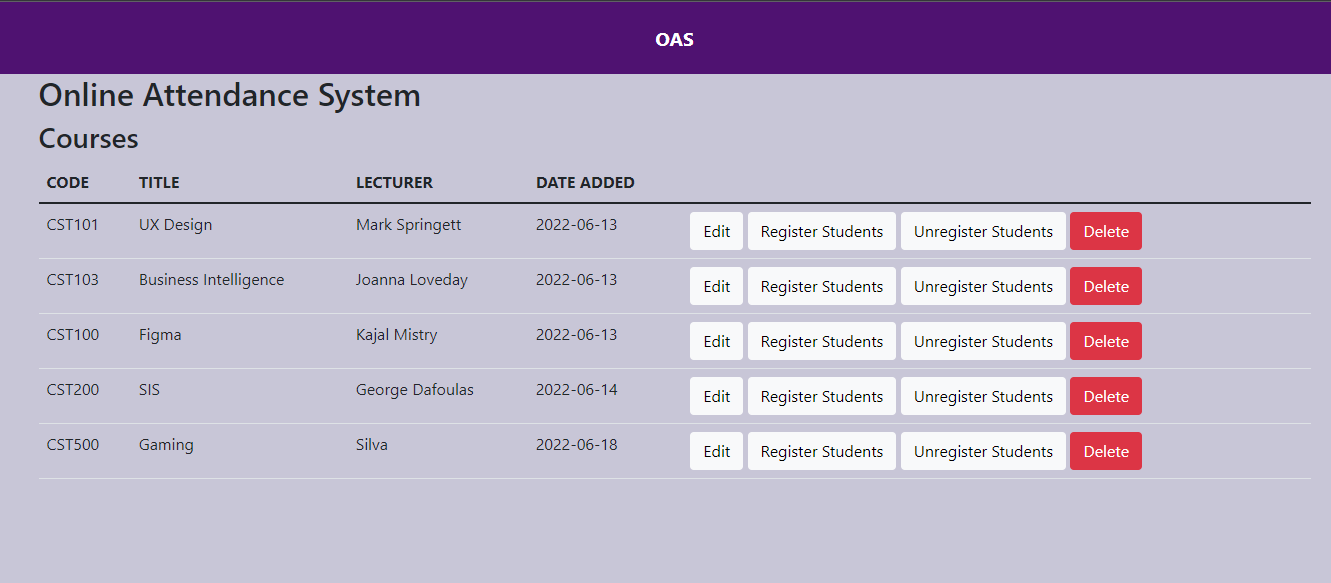 OAS
Online Attendance System
Courses
CODE TITLE LECTURER DATE ADDED
CST101 UX Design Mark Springett 2022-06-13 Edit Register Students Unregister Students Delete
CST103 Business Intelligence Joanna Loveday 2022-06-13 Edit Register Students Unregister Students Delete
CST100 Figma Kajal Mistry 2022-06-13 Edit Register Students Unregister Students Delete
CST200 SIS George Dafoulas 2022-06-14 Edit Register Students Unregister Students Delete
CST500 Gaming Silva 2022-06-18 Edit Register Students Unregister Students Delete